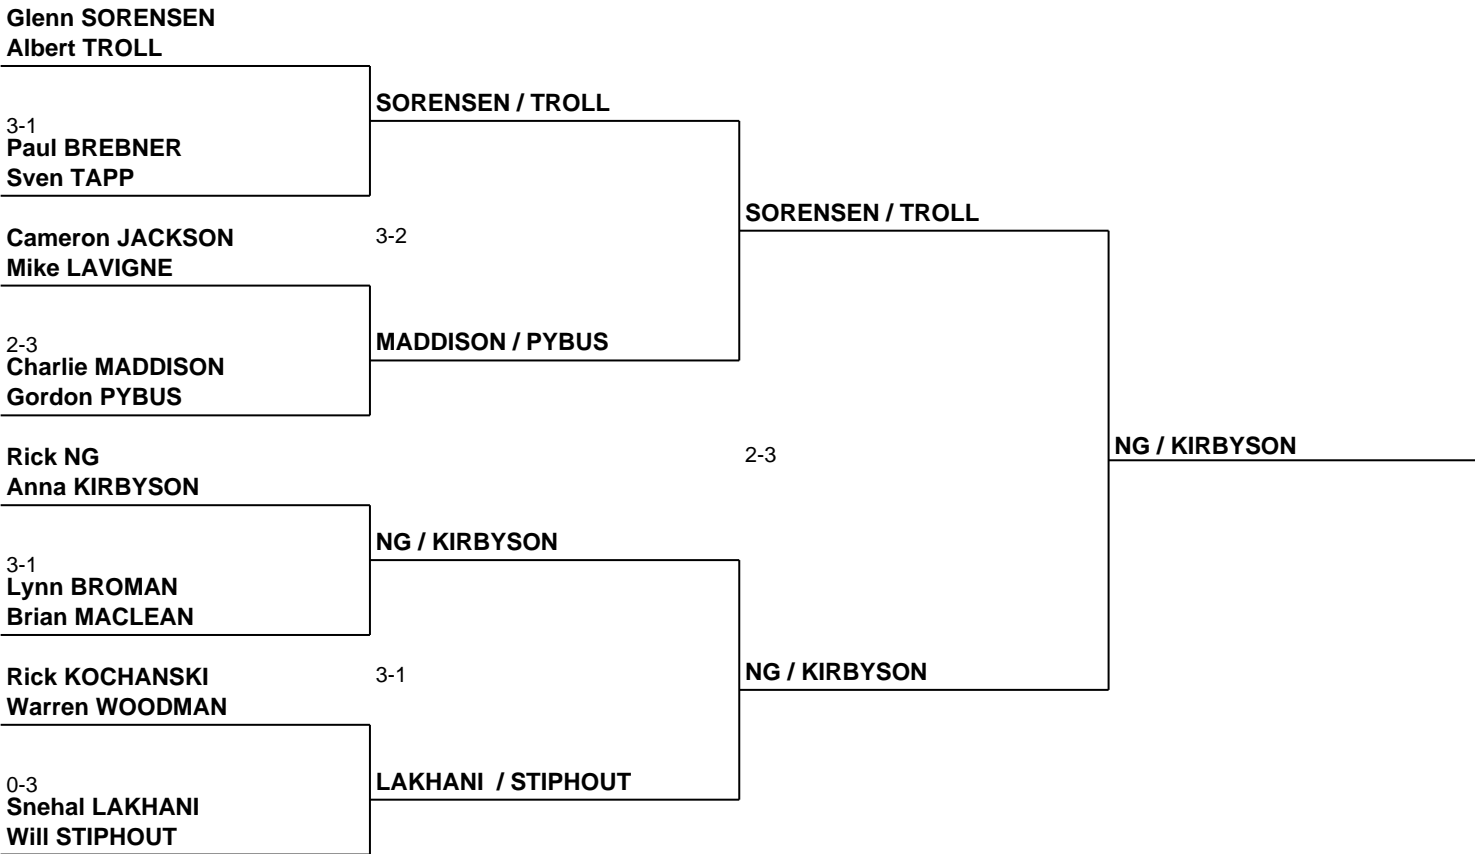 Glenn SORENSEN
Albert TROLL
SORENSEN / TROLL
3-1
Paul BREBNER
Sven TAPP
SORENSEN / TROLL
Cameron JACKSON
3-2
Mike LAVIGNE
MADDISON / PYBUS
2-3
Charlie MADDISON
Gordon PYBUS
NG / KIRBYSON
Rick NG
2-3
Anna KIRBYSON
NG / KIRBYSON
3-1
Lynn BROMAN
Brian MACLEAN
NG / KIRBYSON
Rick KOCHANSKI
3-1
Warren WOODMAN
LAKHANI / STIPHOUT
0-3
Snehal LAKHANI
Will STIPHOUT